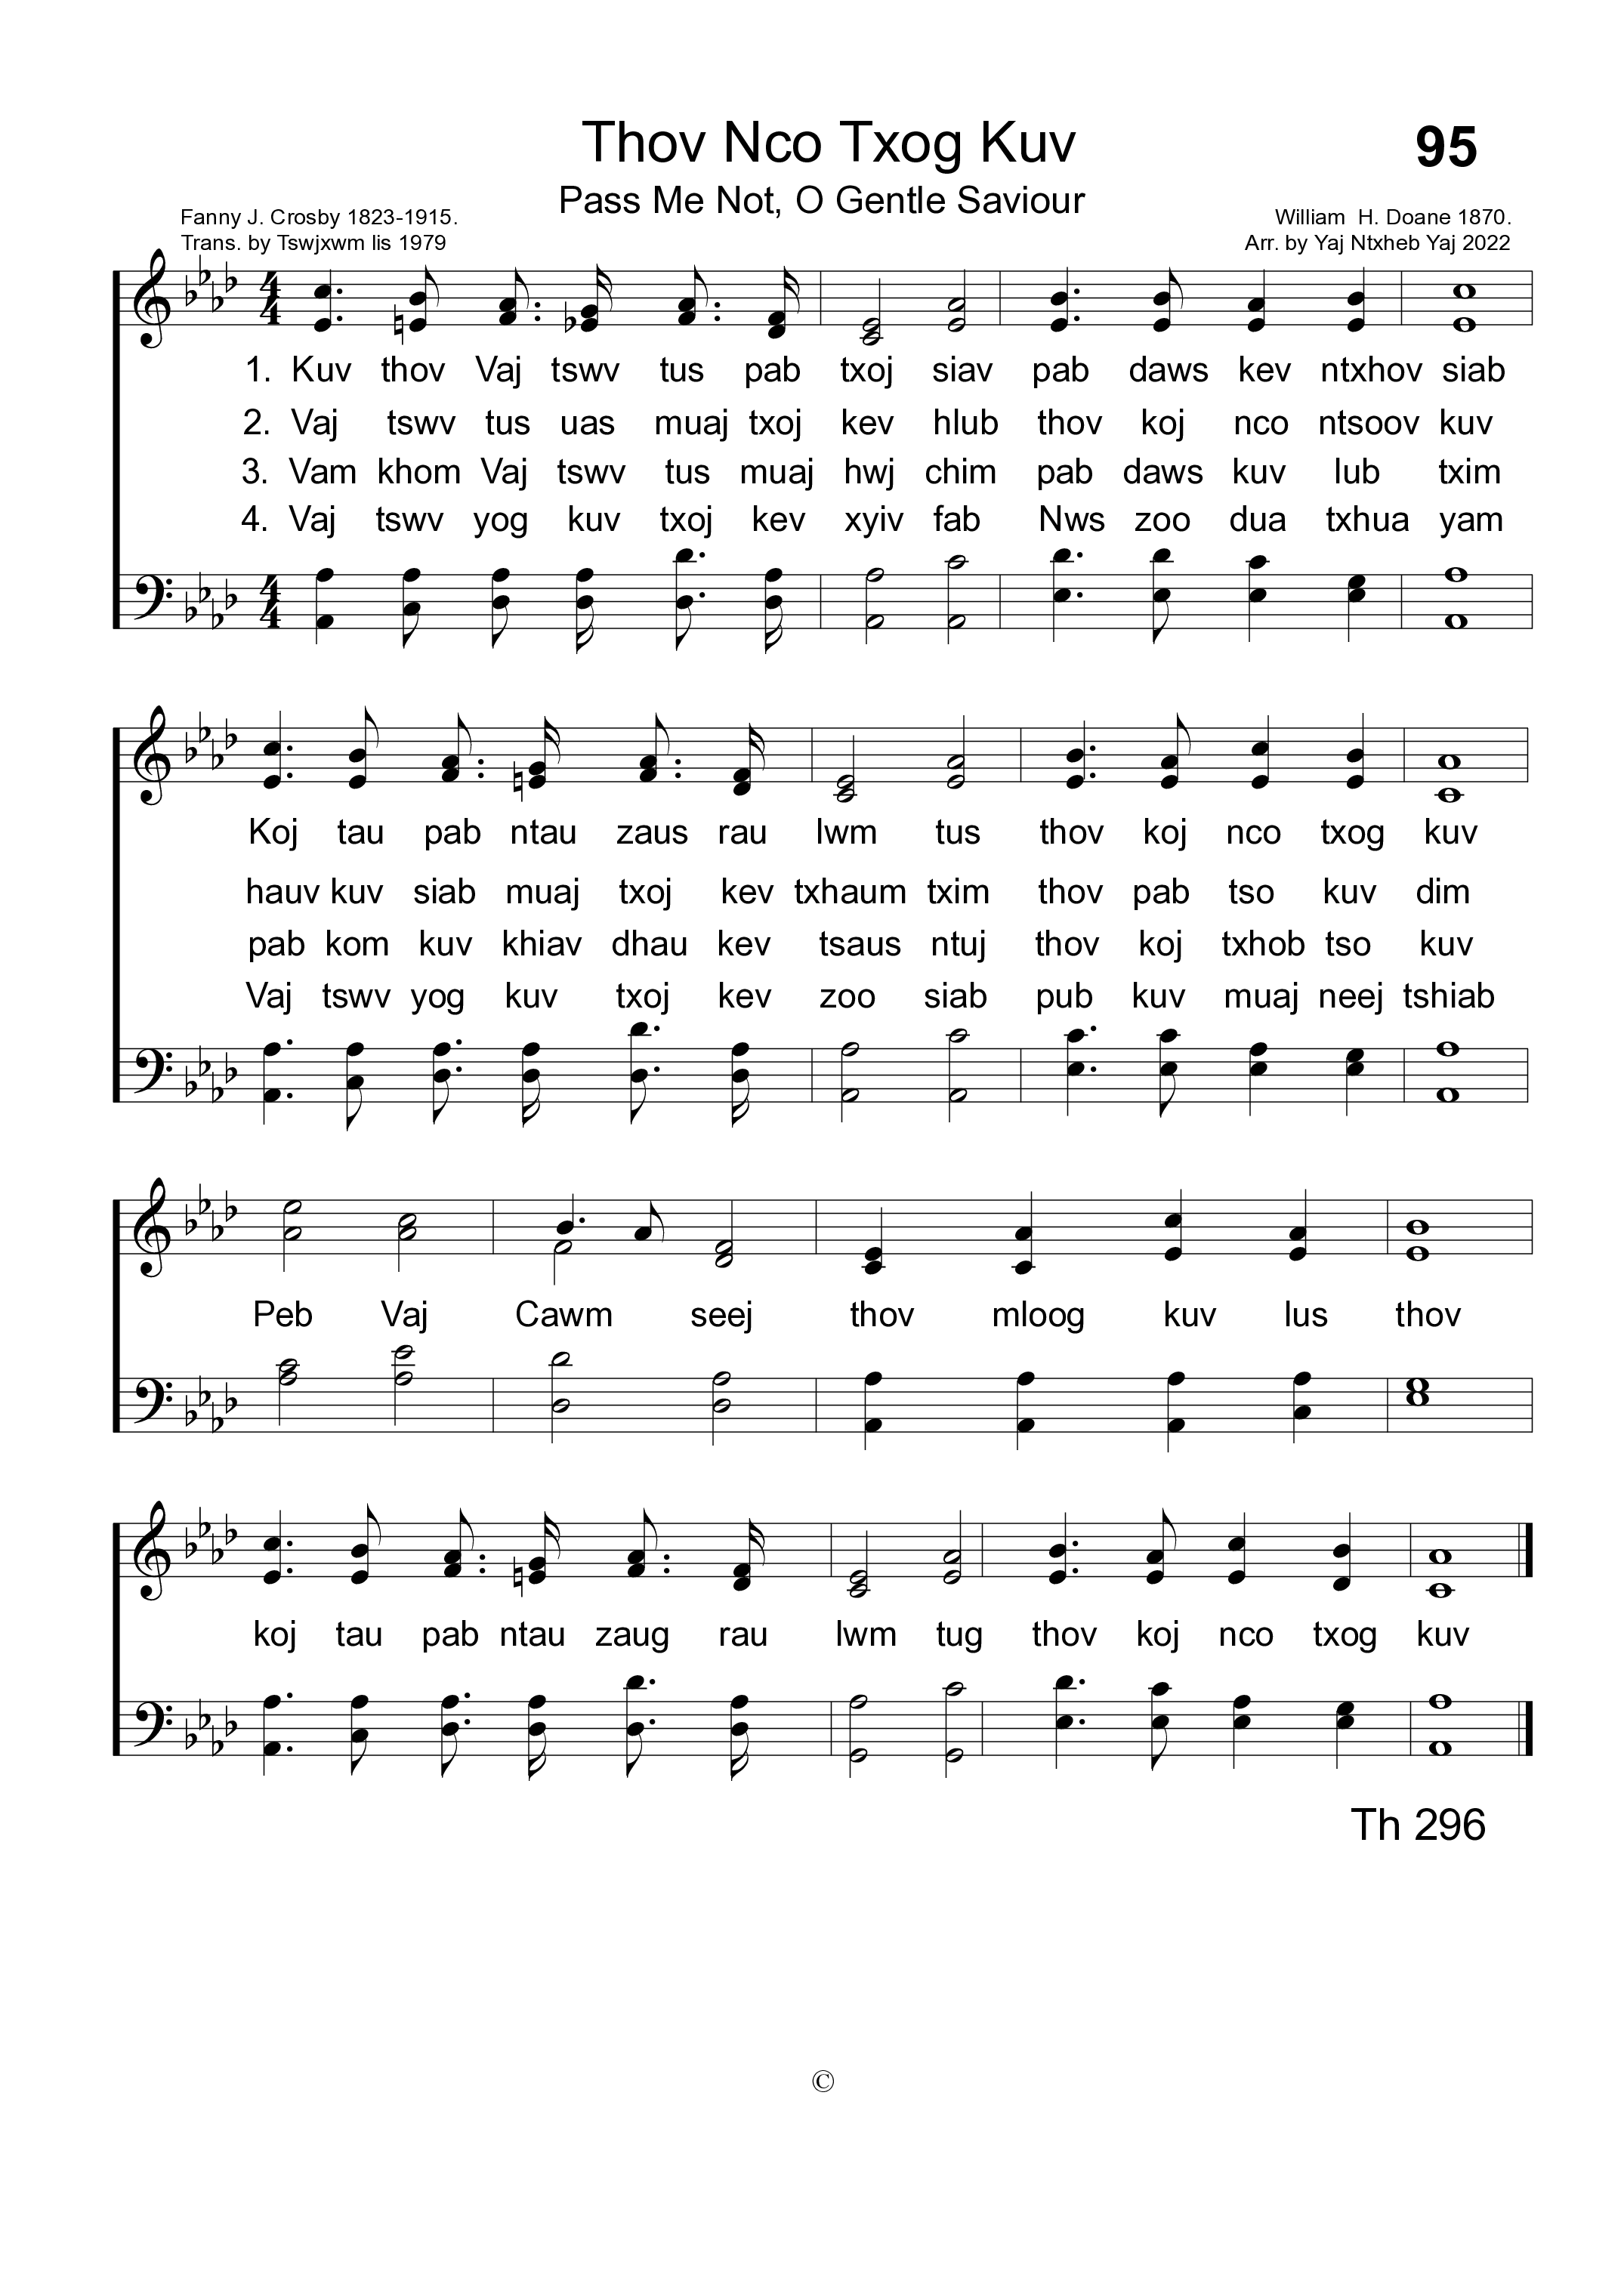 Thov Nco Txog Kuv
95
Pass Me Not, O Gentle Saviour
Fanny J. Crosby 1823-1915.
William H. Doane 1870.
Trans. by Tswjxwm lis 1979
Arr. by Yaj Ntxheb Yaj 2022
4
4
1. Kuv thov Vaj tswv tus pab txoj siav pab daws kev ntxhov siab
2. Vaj tswv tus uas muaj txoj kev hlub thov koj nco ntsoov kuv
3. Vam khom Vaj tswv tus muaj hwj chim pab daws kuv lub txim
4. Vaj tswv yog kuv txoj kev xyiv fab Nws zoo dua txhua yam
4
4
Koj tau pab ntau zaus rau lwm tus thov koj nco txog kuv
hauv kuv siab muaj txoj kev txhaum txim thov pab tso kuv dim
pab kom kuv khiav dhau kev tsaus ntuj thov koj txhob tso kuv
Vaj tswv yog kuv txoj kev zoo siab pub kuv muaj neej tshiab
Peb Vaj Cawm seej thov mloog kuv lus thov
koj tau pab ntau zaug rau lwm tug thov koj nco txog kuv
Th 296
©